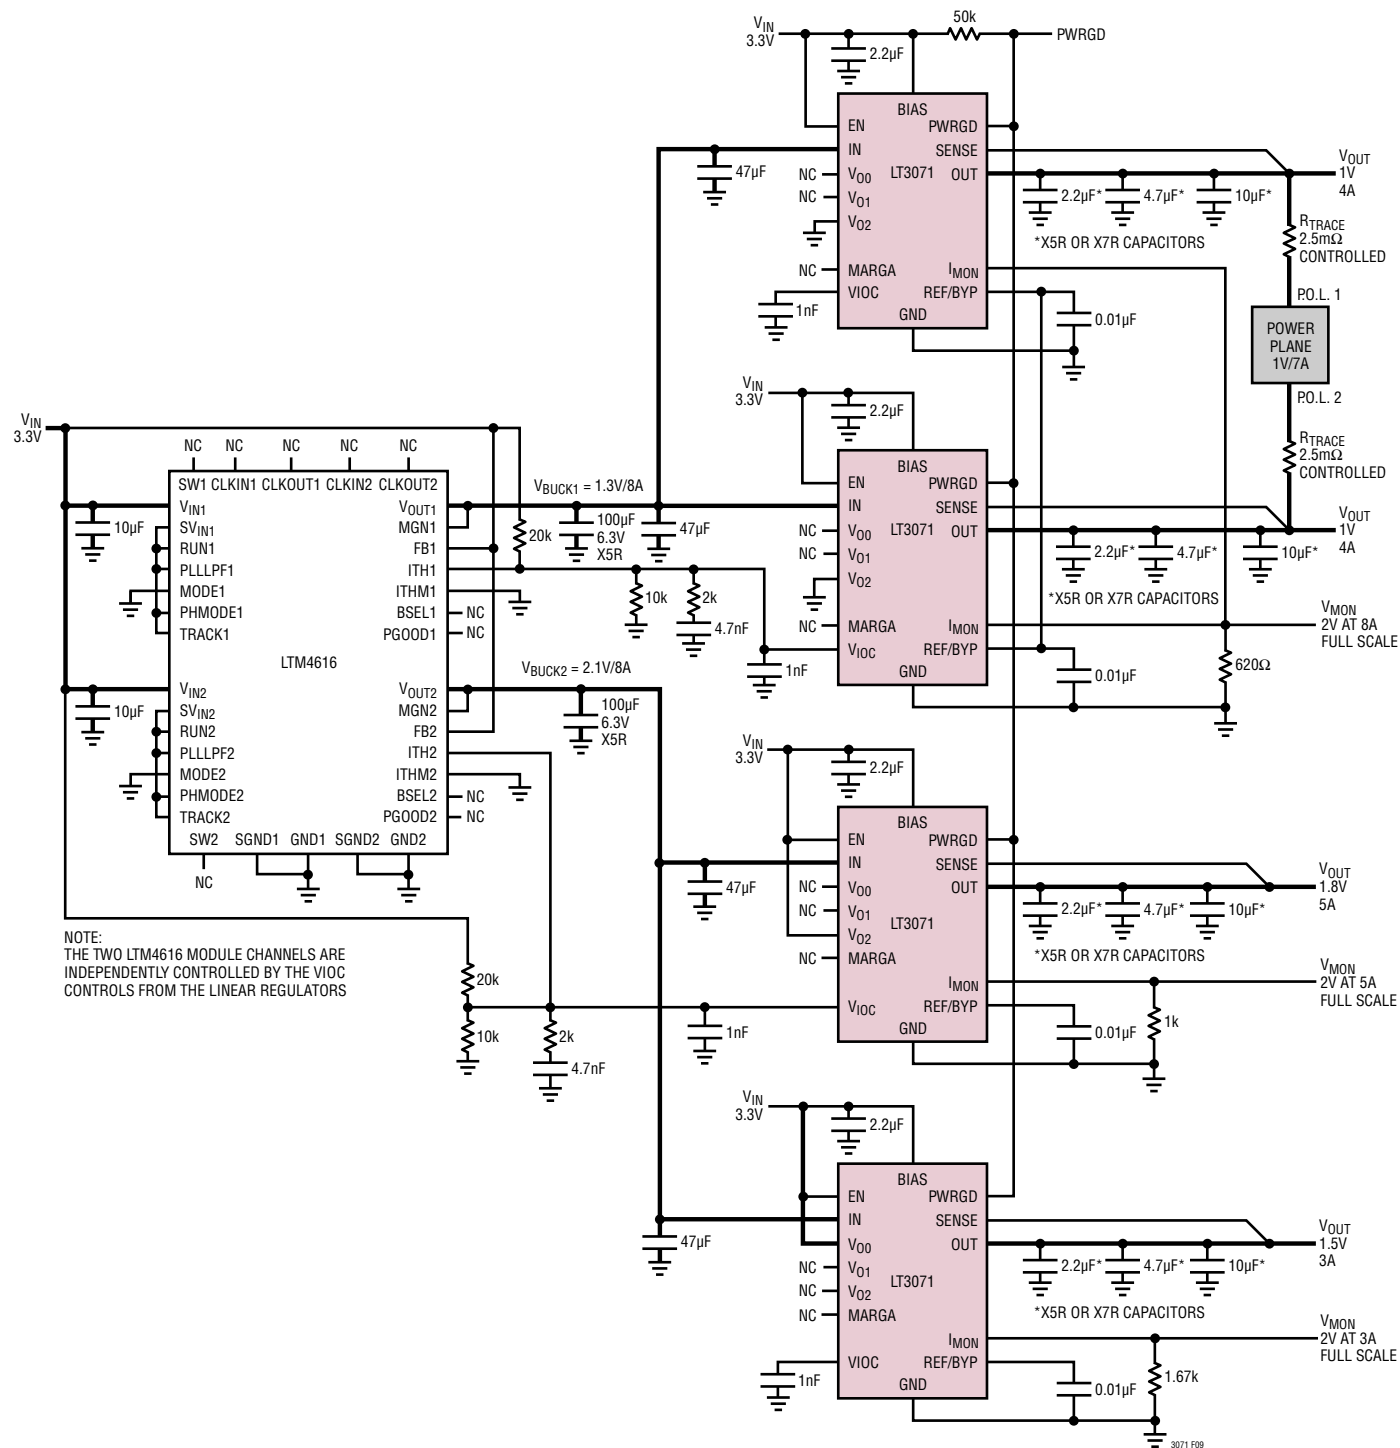 VIN
3.3V
2.2µF
50k
PWRGD
BIAS
EN
PWRGD
IN
SENSE
47µF
NC
VO0
LT3071
OUT
NC
VO1
VO2
2.2µF*
4.7µF*
10µF*
*X5R OR X7R CAPACITORS
VOUT
1V
4A
RTRACE
2.5mΩ
CONTROLLED
NC
MARGA
IMON
VIOC
REF/BYP
1nF
GND
0.01µF
P.O.L. 1
POWER
PLANE
1V/7A
P.O.L. 2
RTRACE
2.5mΩ
CONTROLLED
VIN
3.3V
2.2µF
BIAS
EN
PWRGD
IN
SENSE
NC
VO0
LT3071
OUT
NC
VO1
VO2
2.2µF*
4.7µF*
10µF*
*X5R OR X7R CAPACITORS
VOUT
1V
4A
NC
MARGA
IMON
VIOC
REF/BYP
1nF
GND
0.01µF
620Ω
VMON
2V AT 8A
FULL SCALE
VIN
3.3V
NC
NC
NC
NC
NC
SW1
CLKIN1
CLKOUT1
CLKIN2
CLKOUT2
10µF
VIN1
SVIN1
RUN1
PLLLPF1
MODE1
PHMODE1
TRACK1
VOUT1
MGN1
FB1
ITH1
ITHM1
BSEL1
NC
PGOOD1
NC
VBUCK1 = 1.3V/8A
20k
100µF
6.3V
X5R
47µF
10k
2k
4.7nF
LTM4616
10µF
VIN2
SVIN2
RUN2
PLLLPF2
MODE2
PHMODE2
TRACK2
VOUT2
MGN2
FB2
ITH2
ITHM2
BSEL2
NC
PGOOD2
NC
VBUCK2 = 2.1V/8A
100µF
6.3V
X5R
SW2
SGND1
GND1
SGND2
GND2
NC
NOTE:
THE TWO LTM4616 MODULE CHANNELS ARE
INDEPENDENTLY CONTROLLED BY THE VIOC
CONTROLS FROM THE LINEAR REGULATORS
20k
10k
2k
4.7nF
VIN
3.3V
2.2µF
BIAS
EN
PWRGD
IN
SENSE
47µF
NC
VO0
LT3071
OUT
NC
VO1
VO2
NC
MARGA
2.2µF*
4.7µF*
10µF*
*X5R OR X7R CAPACITORS
VOUT
1.8V
5A
IMON
VIOC
REF/BYP
1nF
GND
0.01µF
1k
VMON
2V AT 5A
FULL SCALE
VIN
3.3V
2.2µF
BIAS
EN
PWRGD
IN
SENSE
47µF
VO0
LT3071
OUT
NC
VO1
NC
VO2
NC
MARGA
2.2µF*
4.7µF*
10µF*
*X5R OR X7R CAPACITORS
VOUT
1.5V
3A
IMON
VIOC
REF/BYP
1nF
GND
0.01µF
1.67k
VMON
2V AT 3A
FULL SCALE
3071 F09